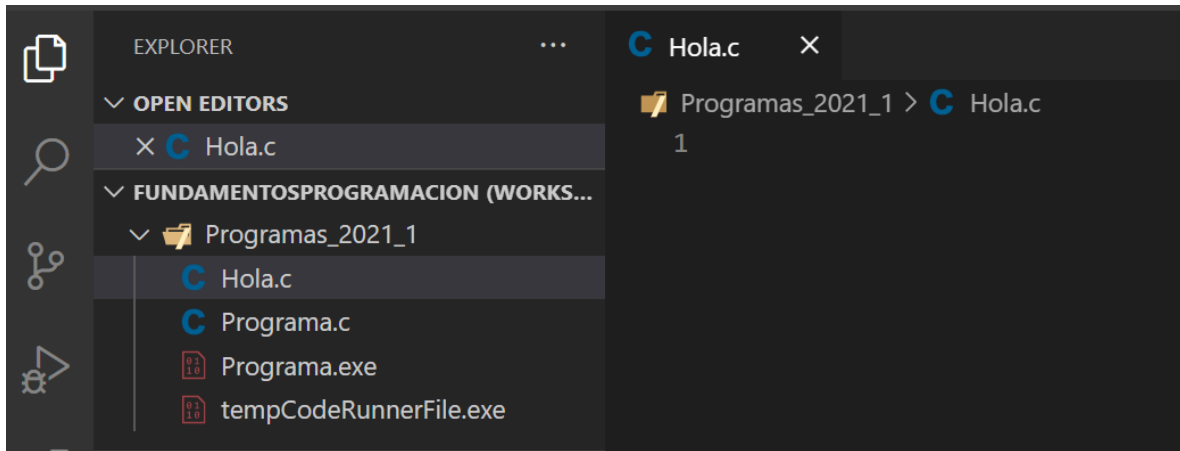 EXPLORER
OPEN EDITORS
Hola.c
FUNDAMENTOSPROGRAMACION (WORKS...
Programas_2021_1
Hola.c
Programa.c
Programa.exe
tempCodeRunnerFile.exe
Hola.c
Programas_2021_1 > Hola.c
1